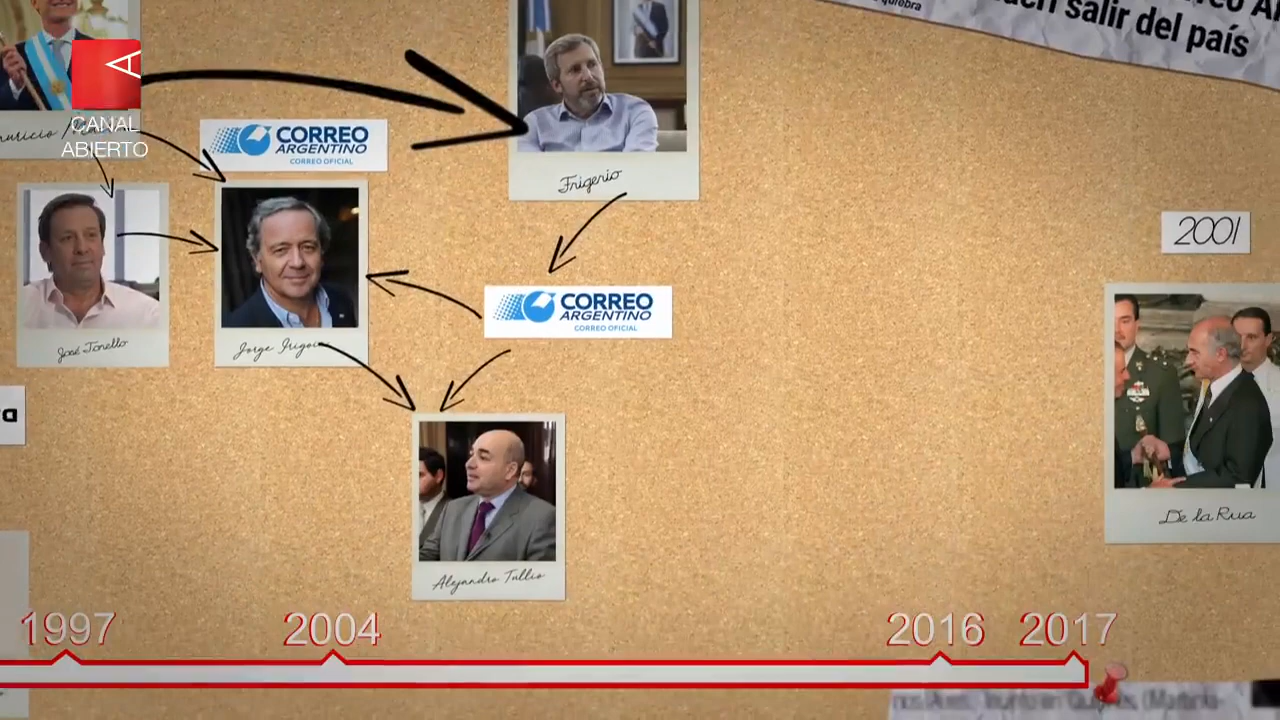 salir del país
CANAL
ABIERTO
CORREO
ARGENTINO
CORREO OFICIAL
Frigerio
2001
José Tonello
Jorge
CORREO
ARGENTINO
CORREO OFICIAL
De la Rua
Alejandro Tullio
1997
2004
2016
2017